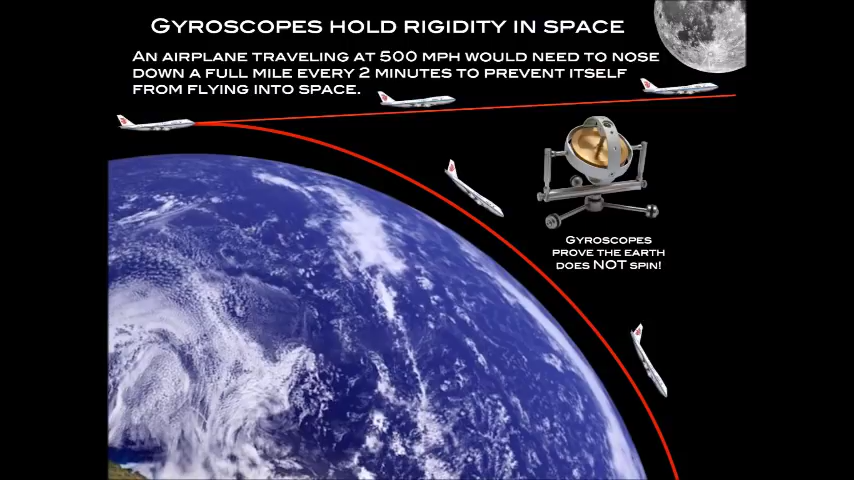 Gyroscopes hold rigidity in space
An airplane traveling at 500 mph would need to nose
down a full mile every 2 minutes to prevent itself
from flying into space.
Gyroscopes
prove the earth
does NOT spin!